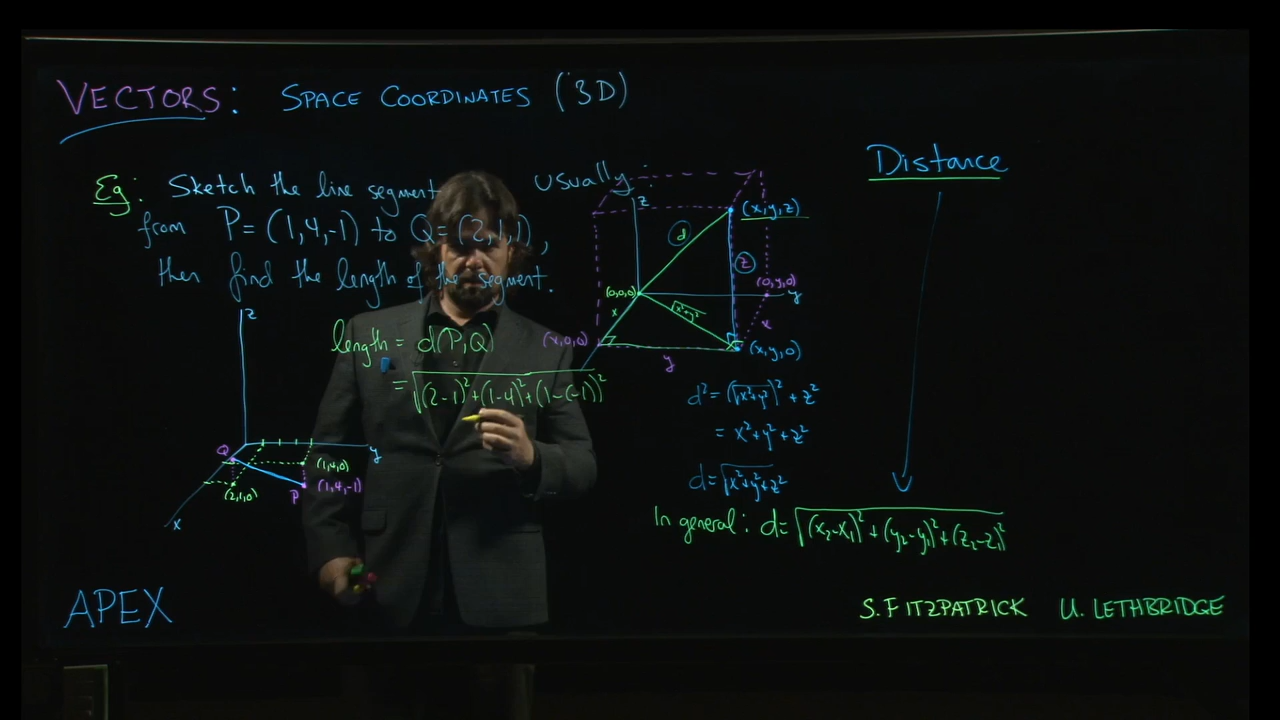 VECTORS: SPACE COORDINATES (3D)
Eg: Sketch the line segment
from P=(1,4,-1) to Q=(2,1,1),
then find the length of the segment.
length = d(P,Q)
= √(2-1)²+(1-4)²+(1-(-1))²
z
Q
y
(1,4,0)
P (1,4,-1)
(2,1,0)
x
usually:
z
(x,y,z)
d
z
(0,0,0)
(0,y,0)
y
x
√x²+y²
x
(x,0,0)
(x,y,0)
y
d² = (√x²+y²)² + z²
= x²+y²+z²
d=√x²+y²+z²
Distance
In general: d=√(x₂-x₁)²+(y₂-y₁)²+(z₂-z₁)²
APEX
S. FITZPATRICK U. LETHBRIDGE